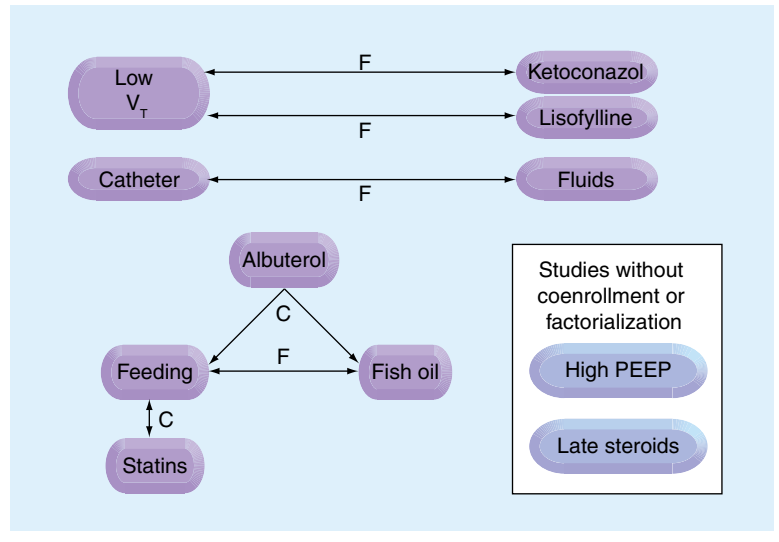 F
Low
V_T
Ketoconazol
Lisofylline
F
Catheter
Fluids
F
Albuterol
C
F
Feeding
Fish oil
C
Statins
Studies without
coenrollment or
factorialization
High PEEP
Late steroids